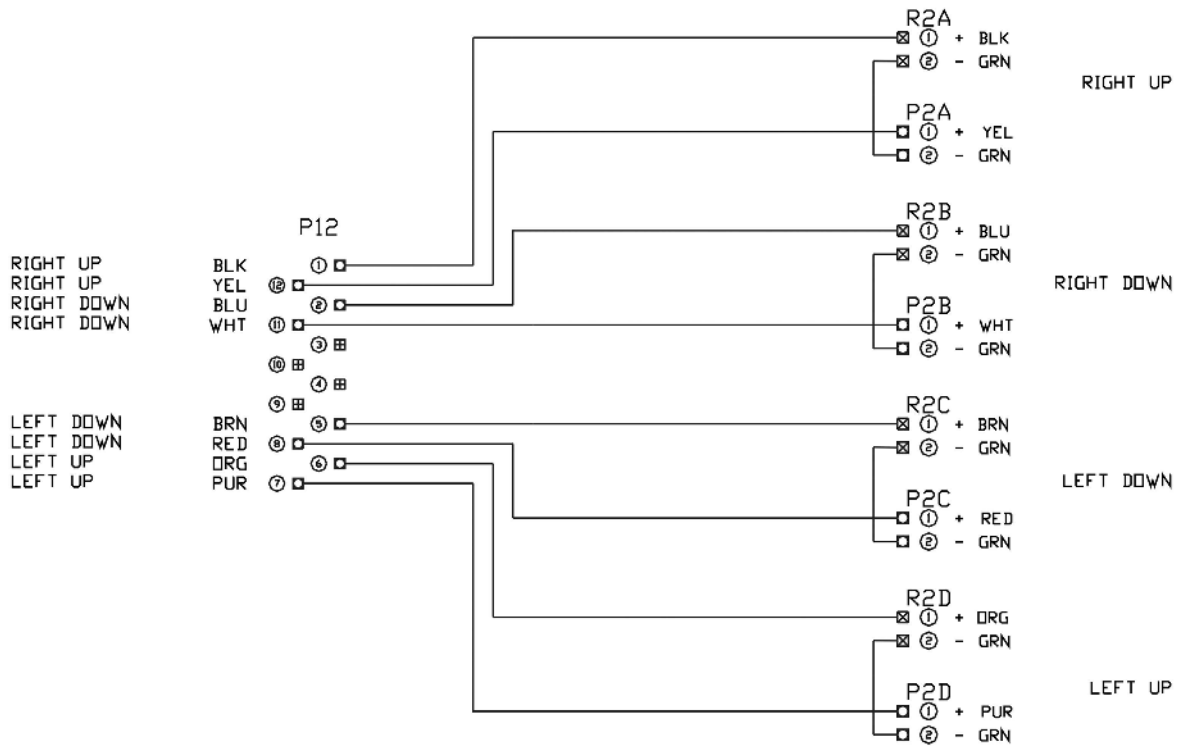 R2A
① + BLK
② - GRN
RIGHT UP
P2A
① + YEL
② - GRN
R2B
① + BLU
② - GRN
RIGHT DOWN
P2B
① + WHT
② - GRN
R2C
① + BRN
② - GRN
LEFT DOWN
P2C
① + RED
② - GRN
R2D
① + ORG
② - GRN
LEFT UP
P2D
① + PUR
② - GRN
P12
RIGHT UP BLK ①
RIGHT UP YEL ⑫
RIGHT DOWN BLU ②
RIGHT DOWN WHT ⑪
③
⑩
④
⑨
LEFT DOWN BRN ⑤
LEFT DOWN RED ⑧
LEFT UP ORG ⑥
LEFT UP PUR ⑦